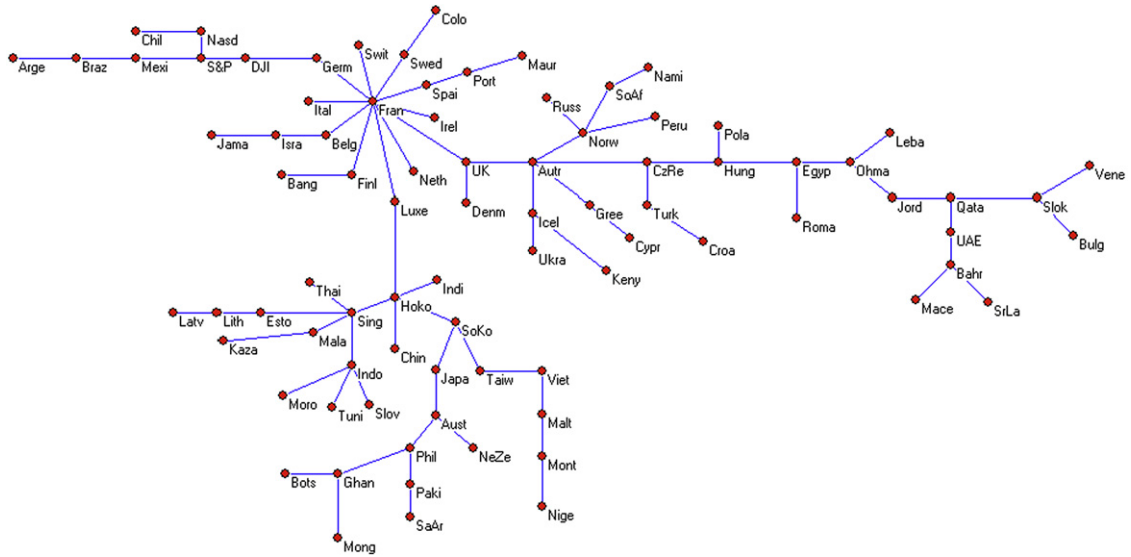 Colo
Chil
Nasd
Swit
Swed
Maur
Arge
Braz
Mexi
S&P
DJI
Germ
Spai
Port
Nami
SoAf
Russ
Ital
Fran
Irel
Peru
Pola
Norw
Leba
Jama
Isra
Belg
Bang
Finl
Neth
UK
Autr
CzRe
Hung
Egyp
Ohma
Vene
Luxe
Denm
Icel
Gree
Turk
Roma
Jord
Qata
Slok
Ukra
Cypr
Croa
UAE
Bulg
Keny
Bahr
Thai
Indi
Hoko
Mace
SrLa
Latv
Lith
Esto
Sing
SoKo
Kaza
Mala
Chin
Indo
Japa
Taiw
Viet
Moro
Tuni
Slov
Aust
Malt
Phil
NeZe
Mont
Bots
Ghan
Paki
SaAr
Nige
Mong